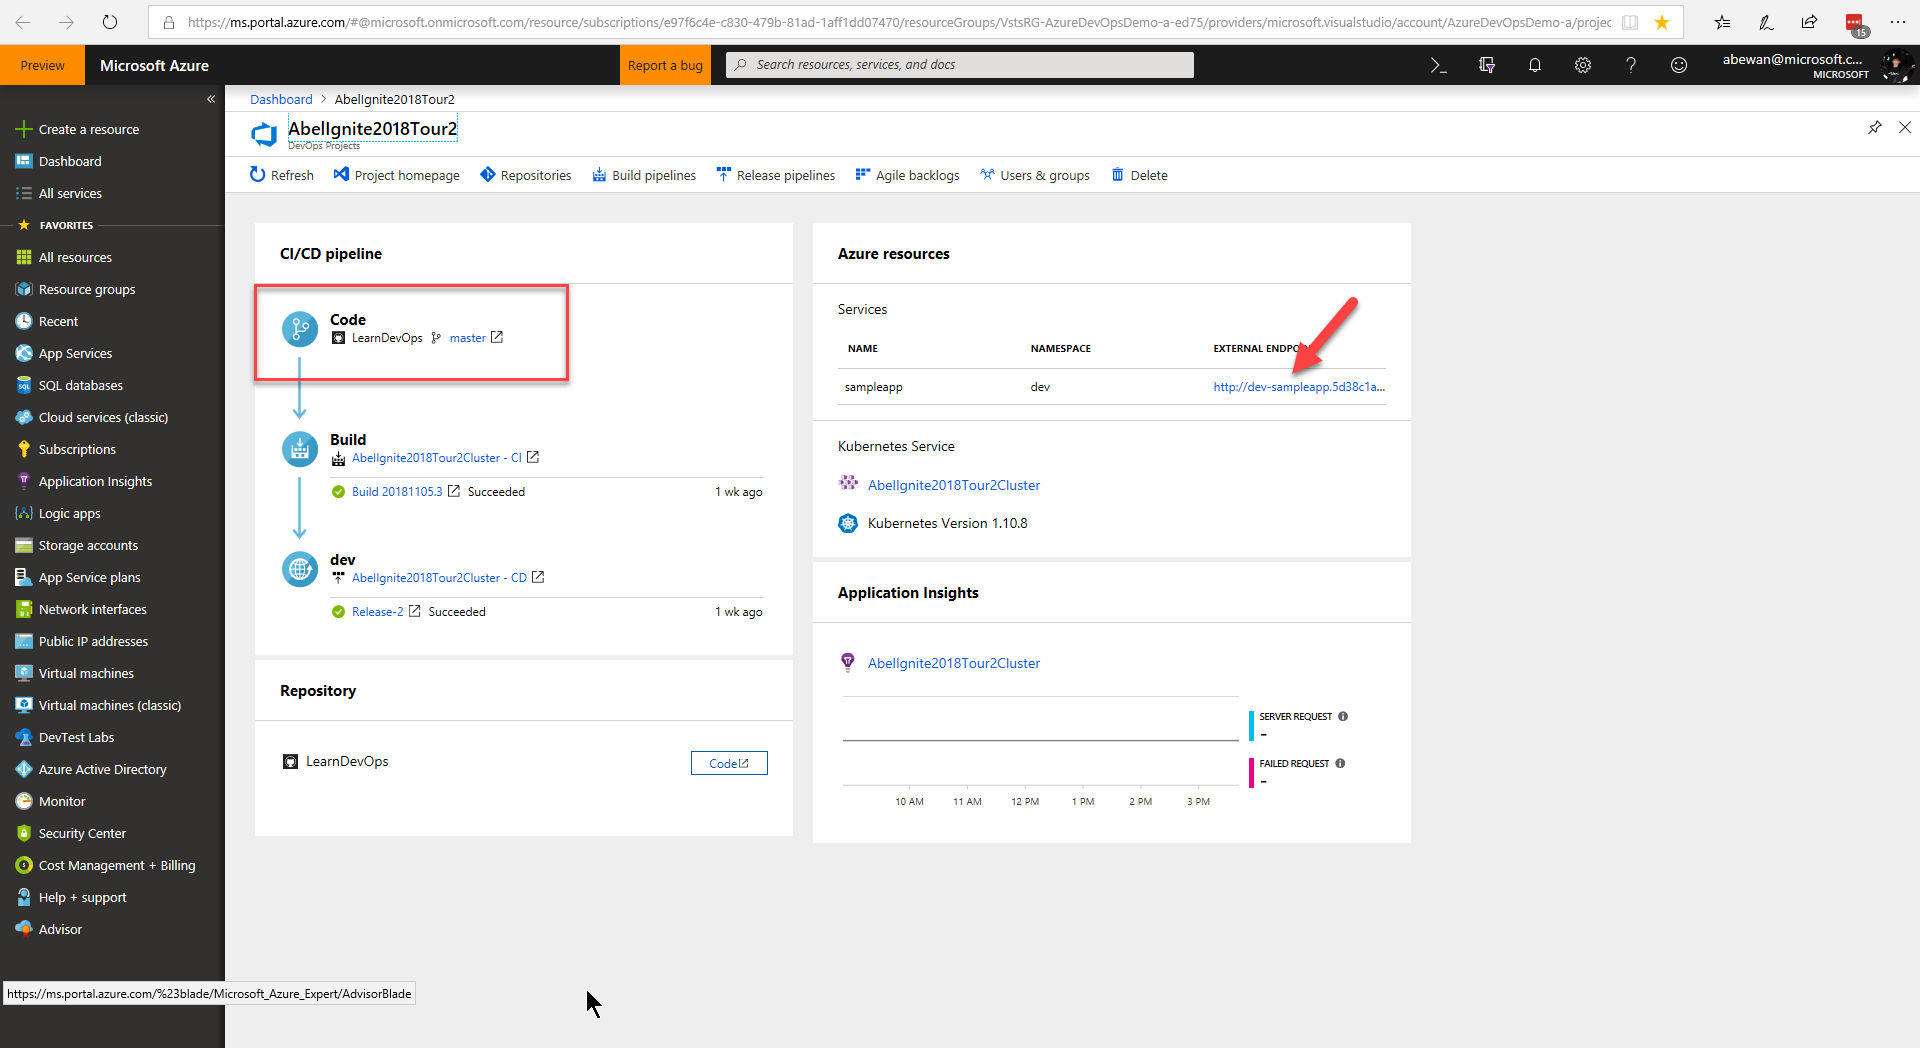 https://ms.portal.azure.com/#@microsoft.onmicrosoft.com/resource/subscriptions/e97f6c4e-c830-479b-81ad-1aff1dd07470/resourceGroups/VstsRG-AzureDevOpsDemo-a-ed75/providers/microsoft.visualstudio/account/AzureDevOpsDemo-a/projec
15
Preview
Microsoft Azure
Report a bug
Search resources, services, and docs
abewan@microsoft.c...
MICROSOFT
Create a resource
Dashboard
All services
FAVORITES
All resources
Resource groups
Recent
App Services
SQL databases
Cloud services (classic)
Subscriptions
Application Insights
Logic apps
Storage accounts
App Service plans
Network interfaces
Public IP addresses
Virtual machines
Virtual machines (classic)
DevTest Labs
Azure Active Directory
Monitor
Security Center
Cost Management + Billing
Help + support
Advisor
https://ms.portal.azure.com/%23blade/Microsoft_Azure_Expert/AdvisorBlade
Dashboard > AbelIgnite2018Tour2
AbelIgnite2018Tour2
DevOps Projects
Refresh Project homepage Repositories Build pipelines Release pipelines Agile backlogs Users & groups Delete
CI/CD pipeline
Code
LearnDevOps master
Build
AbelIgnite2018Tour2Cluster - CI
Build 20181105.3 Succeeded 1 wk ago
dev
AbelIgnite2018Tour2Cluster - CD
Release-2 Succeeded 1 wk ago
Repository
LearnDevOps
Code
Azure resources
Services
NAME NAMESPACE EXTERNAL
sampleapp dev http://dev-sampleapp.5d38c1a...
Kubernetes Service
AbelIgnite2018Tour2Cluster
Kubernetes Version 1.10.8
Application Insights
AbelIgnite2018Tour2Cluster
SERVER REQUEST
-
FAILED REQUEST
-
10 AM 11 AM 12 PM 1 PM 2 PM 3 PM